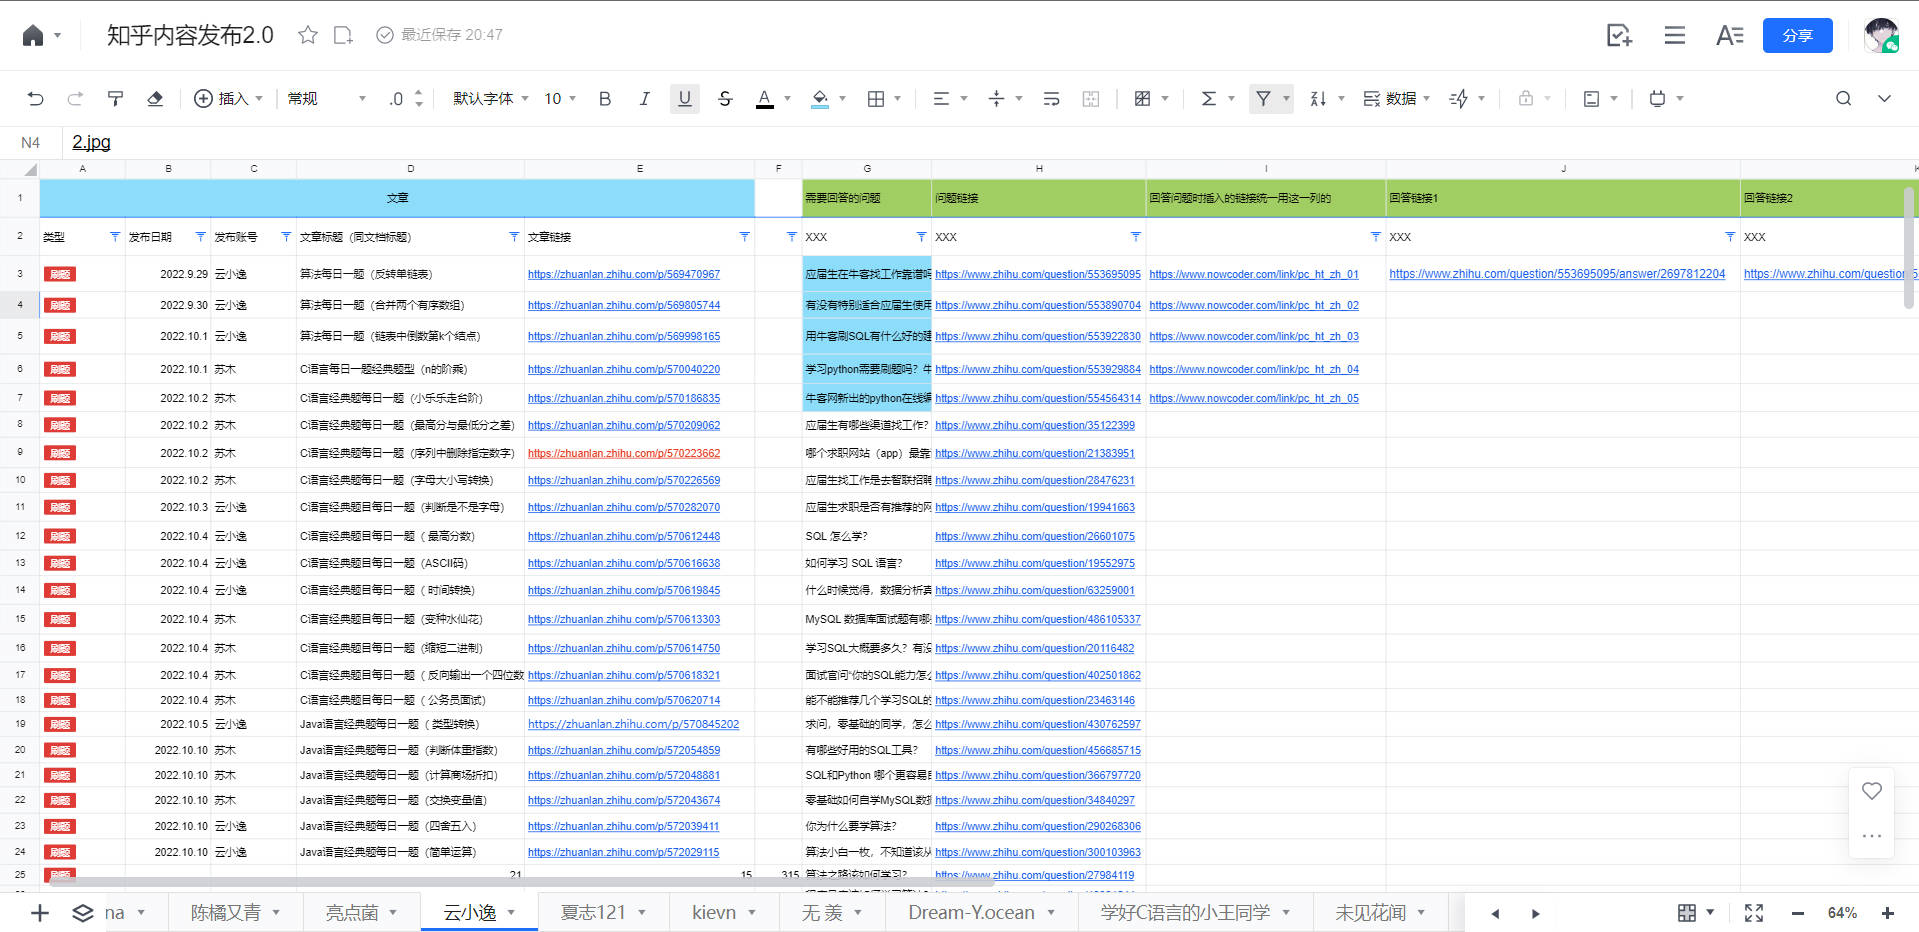 知乎内容发布2.0 最近保存 20:47 分享
插入 常规 .0 默认字体 10 B I U S A 数据
N4 2.jpg
A B C D E F G H I J K
1 文章 需要回答的问题 问题链接 回答问题时插入的链接统一用这一列的 回答链接1 回答链接2
2 类型 发布日期 发布账号 文章标题（同文档标题） 文章链接 XXX XXX XXX XXX
3 刷题 2022.9.29 云小逸 算法每日一题（反转单链表） https://zhuanlan.zhihu.com/p/569470967 应届生在牛客找工作靠谱吗 https://www.zhihu.com/question/553695095 https://www.nowcoder.com/link/pc_ht_zh_01 https://www.zhihu.com/question/553695095/answer/2697812204 https://www.zhihu.com/question
4 刷题 2022.9.30 云小逸 算法每日一题（合并两个有序数组） https://zhuanlan.zhihu.com/p/569805744 有没有特别适合应届生使用 https://www.zhihu.com/question/553890704 https://www.nowcoder.com/link/pc_ht_zh_02
5 刷题 2022.10.1 云小逸 算法每日一题（链表中倒数第k个结点） https://zhuanlan.zhihu.com/p/569998165 用牛客刷SQL有什么好的建 https://www.zhihu.com/question/553922830 https://www.nowcoder.com/link/pc_ht_zh_03
6 刷题 2022.10.1 苏木 C语言每日一题经典题型（n的阶乘） https://zhuanlan.zhihu.com/p/570040220 学习python需要刷题吗？牛 https://www.zhihu.com/question/553929884 https://www.nowcoder.com/link/pc_ht_zh_04
7 刷题 2022.10.2 苏木 C语言经典题每日一题（小乐乐走台阶） https://zhuanlan.zhihu.com/p/570186835 牛客网新出的python在线编 https://www.zhihu.com/question/554564314 https://www.nowcoder.com/link/pc_ht_zh_05
8 刷题 2022.10.2 苏木 C语言经典题每日一题（最高分与最低分之差） https://zhuanlan.zhihu.com/p/570209062 应届生有哪些渠道找工作？ https://www.zhihu.com/question/35122399
9 刷题 2022.10.2 苏木 C语言经典题每日一题（序列中删除指定数字） https://zhuanlan.zhihu.com/p/570223662 哪个求职网站（app）最靠 https://www.zhihu.com/question/21383951
10 刷题 2022.10.2 苏木 C语言经典题每日一题（字母大小写转换） https://zhuanlan.zhihu.com/p/570226569 应届生找工作是去智联招聘 https://www.zhihu.com/question/28476231
11 刷题 2022.10.3 云小逸 C语言经典题目每日一题（判断是不是字母） https://zhuanlan.zhihu.com/p/570282070 应届生求职是否有推荐的网 https://www.zhihu.com/question/19941663
12 刷题 2022.10.4 云小逸 C语言经典题目每日一题（ 最高分数） https://zhuanlan.zhihu.com/p/570612448 SQL 怎么学？ https://www.zhihu.com/question/26601075
13 刷题 2022.10.4 云小逸 C语言经典题目每日一题（ASCII码） https://zhuanlan.zhihu.com/p/570616638 如何学习 SQL 语言？ https://www.zhihu.com/question/19552975
14 刷题 2022.10.4 云小逸 C语言经典题目每日一题（ 时间转换） https://zhuanlan.zhihu.com/p/570619845 什么时候觉得，数据分析真 https://www.zhihu.com/question/63259001
15 刷题 2022.10.4 苏木 C语言经典题目每日一题（变种水仙花） https://zhuanlan.zhihu.com/p/570613303 MySQL 数据库面试题有哪 https://www.zhihu.com/question/486105337
16 刷题 2022.10.4 苏木 C语言经典题目每日一题（缩短二进制） https://zhuanlan.zhihu.com/p/570614750 学习SQL大概要多久？有没 https://www.zhihu.com/question/20116482
17 刷题 2022.10.4 苏木 C语言经典题目每日一题（ 反向输出一个四位数 https://zhuanlan.zhihu.com/p/570618321 面试官问“你的SQL能力怎么 https://www.zhihu.com/question/402501862
18 刷题 2022.10.4 苏木 C语言经典题目每日一题（ 公务员面试） https://zhuanlan.zhihu.com/p/570620714 能不能推荐几个学习SQL的 https://www.zhihu.com/question/23463146
19 刷题 2022.10.5 云小逸 Java语言经典题每日一题（ 类型转换） https://zhuanlan.zhihu.com/p/570845202 求问，零基础的同学，怎么 https://www.zhihu.com/question/430762597
20 刷题 2022.10.10 苏木 Java语言经典题每日一题（判断体重指数） https://zhuanlan.zhihu.com/p/572054859 有哪些好用的SQL工具？ https://www.zhihu.com/question/456685715
21 刷题 2022.10.10 苏木 Java语言经典题每日一题（计算商场折扣） https://zhuanlan.zhihu.com/p/572048881 SQL和Python 哪个更容易 https://www.zhihu.com/question/366797720
22 刷题 2022.10.10 苏木 Java语言经典题每日一题（交换变量值） https://zhuanlan.zhihu.com/p/572043674 零基础如何自学MySQL数据 https://www.zhihu.com/question/34840297
23 刷题 2022.10.10 云小逸 Java语言经典题每日一题（四舍五入） https://zhuanlan.zhihu.com/p/572039411 你为什么要学算法？ https://www.zhihu.com/question/290268306
24 刷题 2022.10.10 云小逸 Java语言经典题每日一题（简单运算） https://zhuanlan.zhihu.com/p/572029115 算法小白一枚，不知道该从 https://www.zhihu.com/question/300103963
25 刷题 21 15 315 算法之路该如何学习？ https://www.zhihu.com/question/27984119
na 陈橘又青 亮点菌 云小逸 夏志121 kievn 无 羡 Dream-Y.ocean 学好C语言的小王同学 未见花闻 64%